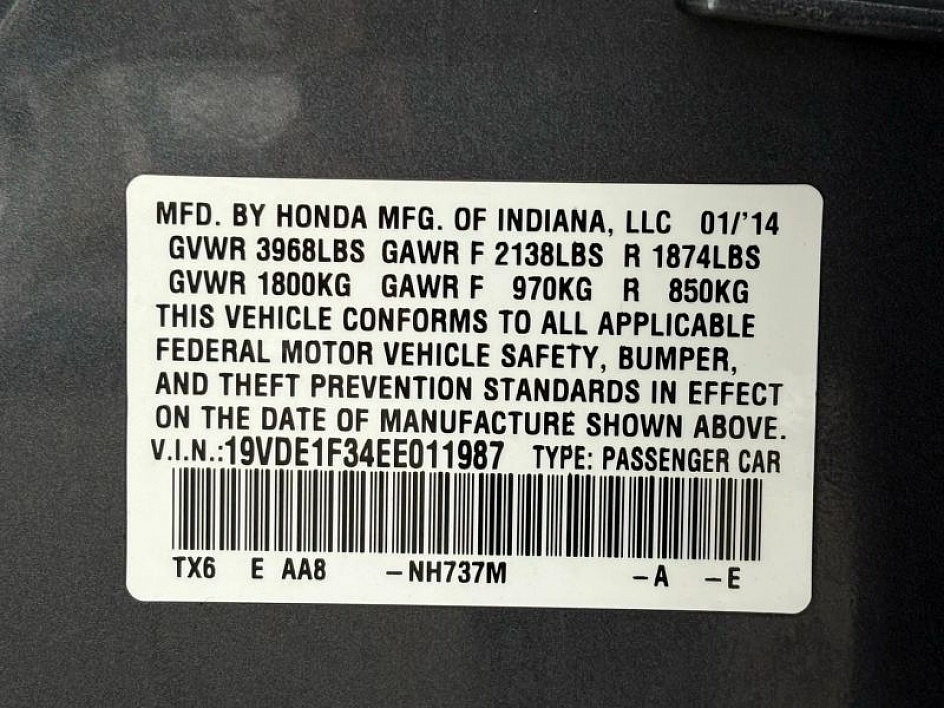 MFD. BY HONDA MFG. OF INDIANA, LLC 01/'14
GVWR 3968LBS GAWR F 2138LBS R 1874LBS
GVWR 1800KG GAWR F 970KG R 850KG
THIS VEHICLE CONFORMS TO ALL APPLICABLE
FEDERAL MOTOR VEHICLE SAFETY, BUMPER,
AND THEFT PREVENTION STANDARDS IN EFFECT
ON THE DATE OF MANUFACTURE SHOWN ABOVE.
V.I.N.:19VDE1F34EE011987 TYPE: PASSENGER CAR
TX6 E AA8 –NH737M –A –E